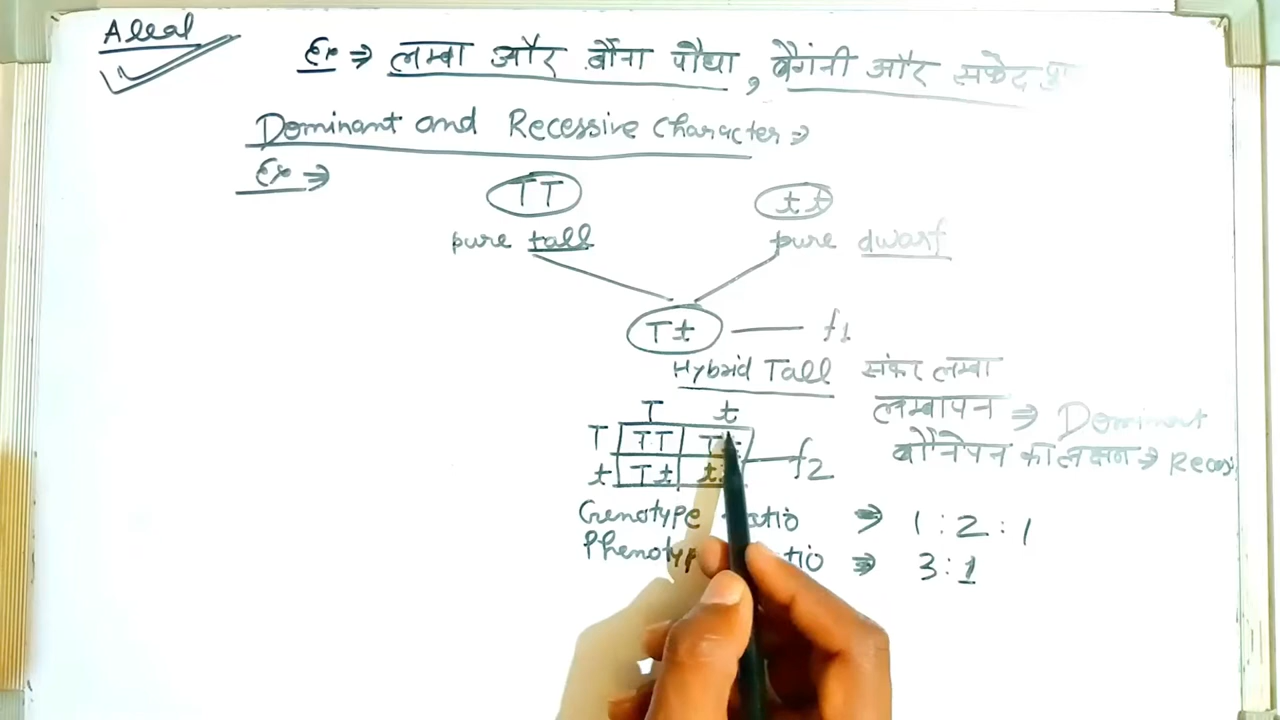 Aleal
Ex ⇒ लम्बा और बौना पौधा , बैगंनी और सफेद
Dominant and Recessive Character ⇒
Ex ⇒
TT tt
pure tall pure dwarf
Tt — f1
Hybrid Tall संकर लम्बा
लम्बापन ⇒ Dominant
बौनेपन का लक्षन ⇒ Reces
T t
T TT
t Tt — f2
Genotype ⇒ 1 : 2 : 1
⇒ 3 : 1